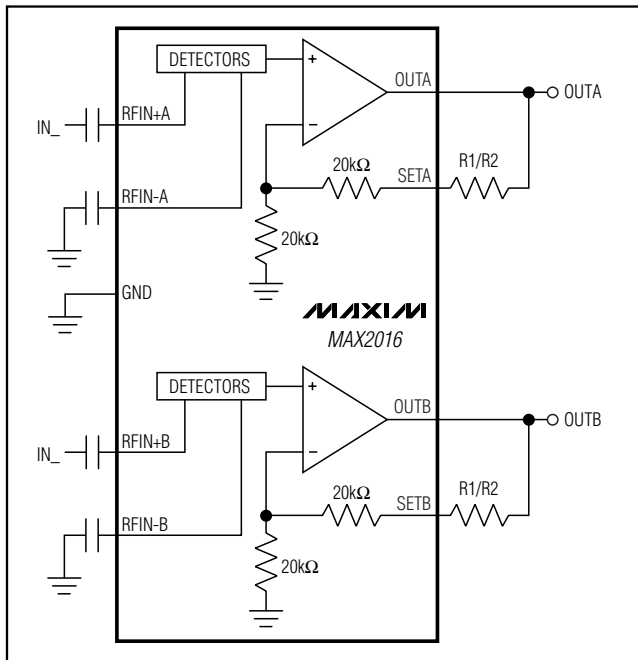 DETECTORS
+
OUTA
OUTA
IN_
RFIN+A
−
20kΩ
SETA
R1/R2
RFIN-A
20kΩ
GND
MAXIM
MAX2016
DETECTORS
+
OUTB
OUTB
IN_
RFIN+B
−
20kΩ
SETB
R1/R2
RFIN-B
20kΩ